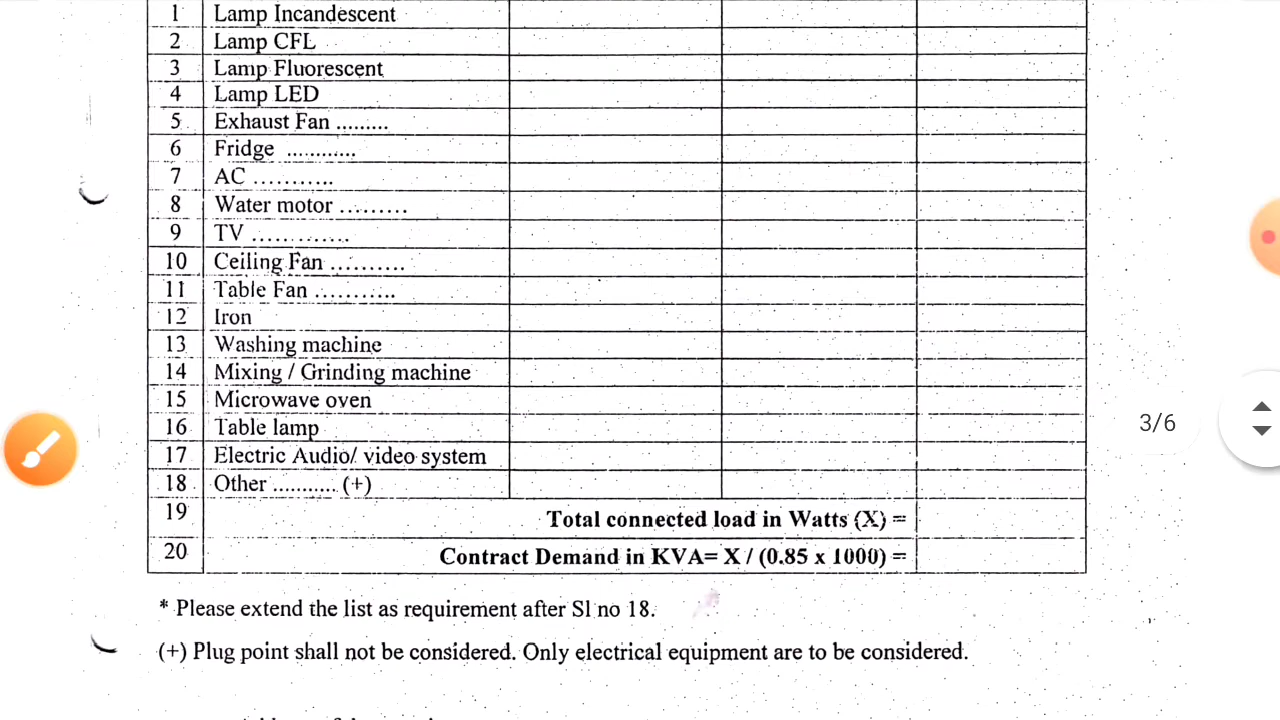 1 Lamp Incandescent
2 Lamp CFL
3 Lamp Fluorescent
4 Lamp LED
5 Exhaust Fan .........
6 Fridge ............
7 AC ...........
8 Water motor .........
9 TV .............
10 Ceiling Fan ..........
11 Table Fan ...........
12 Iron
13 Washing machine
14 Mixing / Grinding machine
15 Microwave oven
16 Table lamp
17 Electric Audio/ video system
18 Other ........... (+)
19 Total connected load in Watts (X) =
20 Contract Demand in KVA= X / (0.85 x 1000) =
3/6
* Please extend the list as requirement after Sl no 18.
(+) Plug point shall not be considered. Only electrical equipment are to be considered.